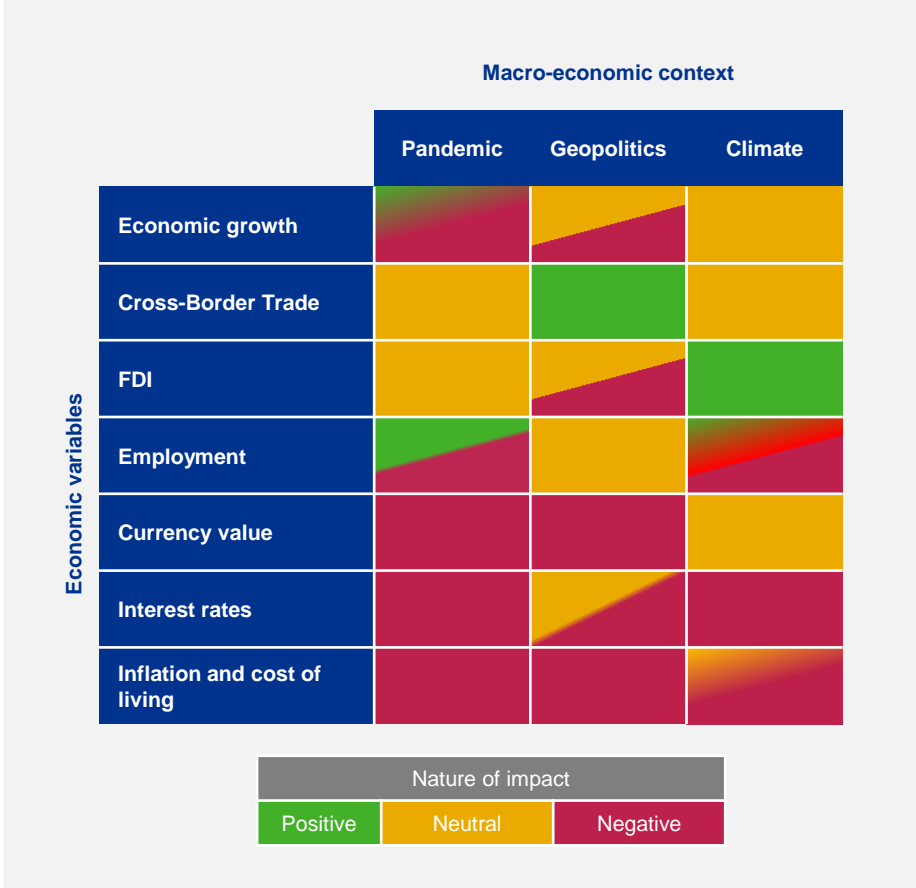 Macro-economic context
Pandemic
Geopolitics
Climate
Economic variables
Economic growth
Cross-Border Trade
FDI
Employment
Currency value
Interest rates
Inflation and cost of
living
Nature of impact
Positive
Neutral
Negative